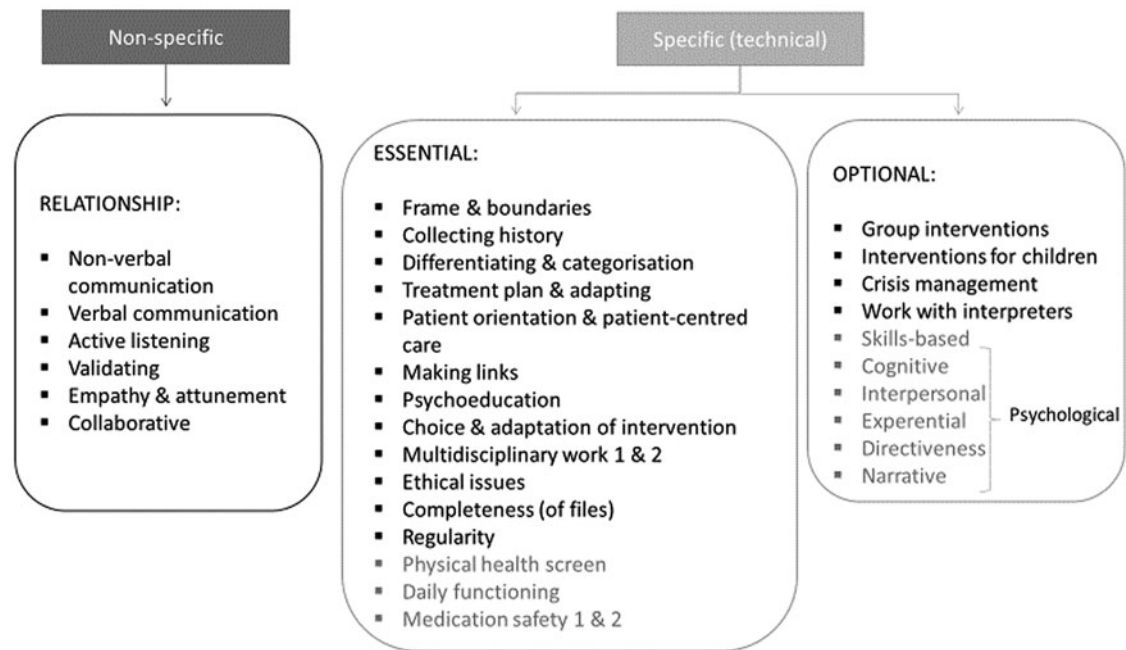 Non-specific
Specific (technical)
RELATIONSHIP:
▪ Non-verbal
communication
▪ Verbal communication
▪ Active listening
▪ Validating
▪ Empathy & attunement
▪ Collaborative
ESSENTIAL:
▪ Frame & boundaries
▪ Collecting history
▪ Differentiating & categorisation
▪ Treatment plan & adapting
▪ Patient orientation & patient-centred
care
▪ Making links
▪ Psychoeducation
▪ Choice & adaptation of intervention
▪ Multidisciplinary work 1 & 2
▪ Ethical issues
▪ Completeness (of files)
▪ Regularity
▪ Physical health screen
▪ Daily functioning
▪ Medication safety 1 & 2
OPTIONAL:
▪ Group interventions
▪ Interventions for children
▪ Crisis management
▪ Work with interpreters
▪ Skills-based
▪ Cognitive
▪ Interpersonal
▪ Experential
▪ Directiveness
▪ Narrative
Psychological